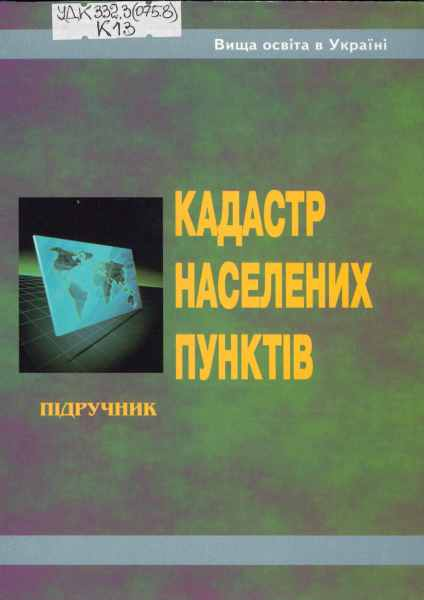 УДК 332.3(075.8)
К13
Вища освіта в Україні
КАДАСТР
НАСЕЛЕНИХ
ПУНКТІВ
ПІДРУЧНИК